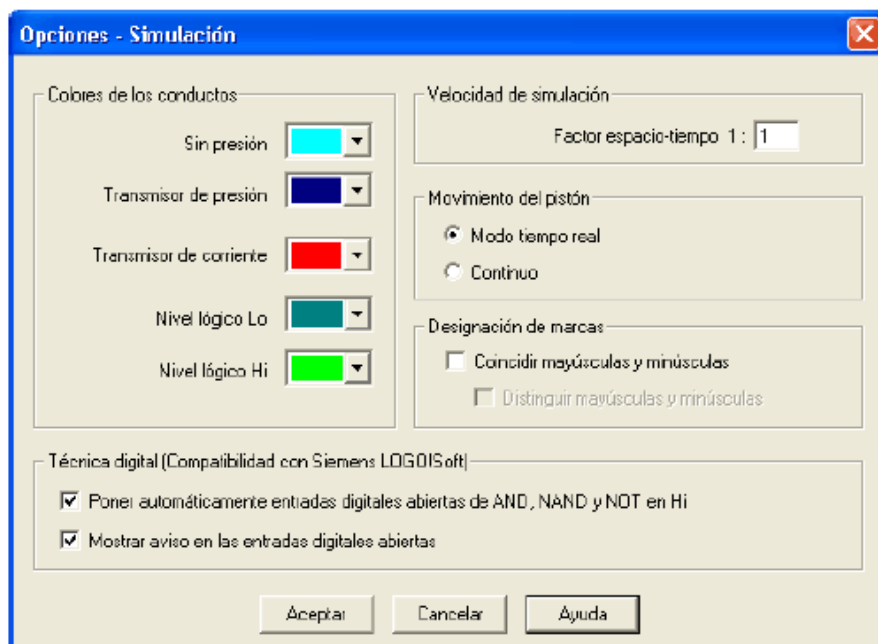 Opciones - Simulación
Colores de los conductos
Sin presión
Transmisor de presión
Transmisor de corriente
Nivel lógico Lo
Nivel lógico Hi
Velocidad de simulación
Factor espacio-tiempo 1 : 1
Movimiento del pistón
Modo tiempo real
Continuo
Designación de marcas
Coincidir mayúsculas y minúsculas
Distinguir mayúsculas y minúsculas
Técnica digital (Compatibilidad con Siemens LOGO!Soft)
Poner automáticamente entradas digitales abiertas de AND, NAND y NOT en Hi
Mostrar aviso en las entradas digitales abiertas
Aceptar
Cancelar
Ayuda